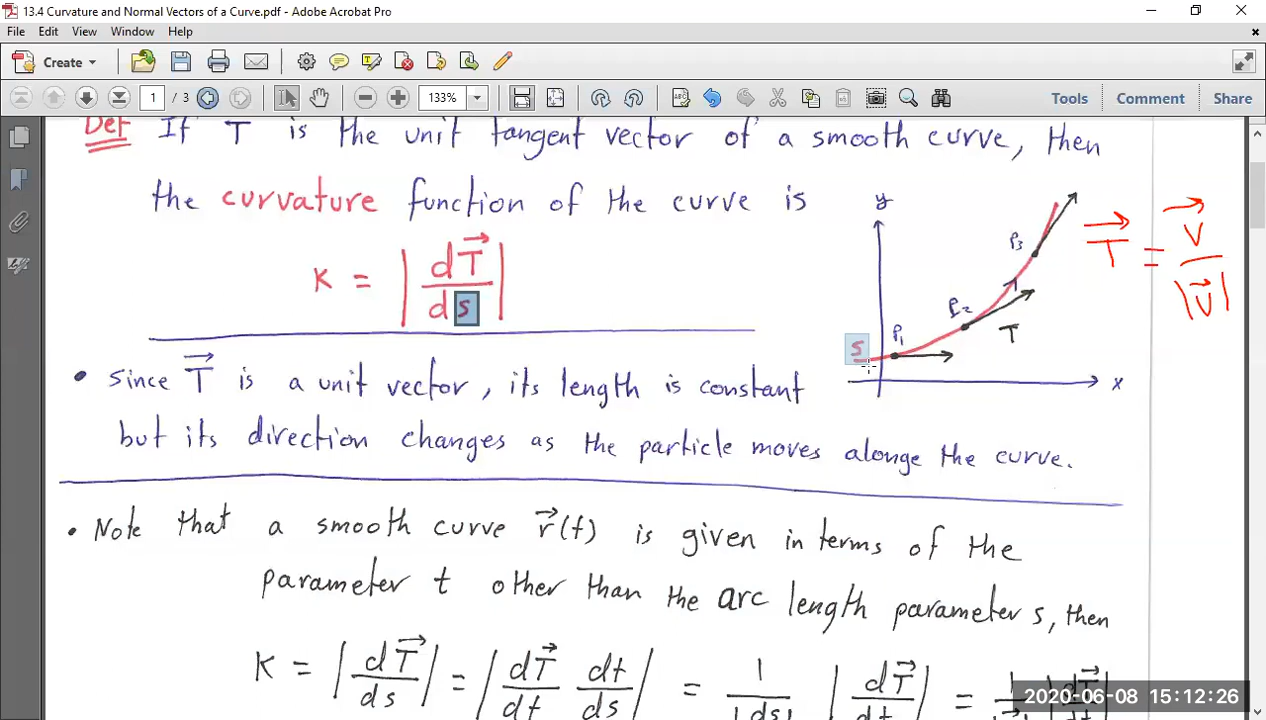 13.4 Curvature and Normal Vectors of a Curve.pdf - Adobe Acrobat Pro
File Edit View Window Help
Create
1 / 3 133% Tools Comment Share
Def If T is the unit tangent vector of a smooth curve, then
the curvature function of the curve is
K = | dT / ds |
y
P3
P2
P1
T
S
x
T = v / |v|
• Since T is a unit vector, its length is constant
but its direction changes as the particle moves alonge the curve.
• Note that a smooth curve r(t) is given in terms of the
parameter t other than the arc length parameter s, then
K = | dT / ds | = | dT / dt dt / ds | = 1 / |ds| | dT / dt | =
2020-06-08 15:12:26